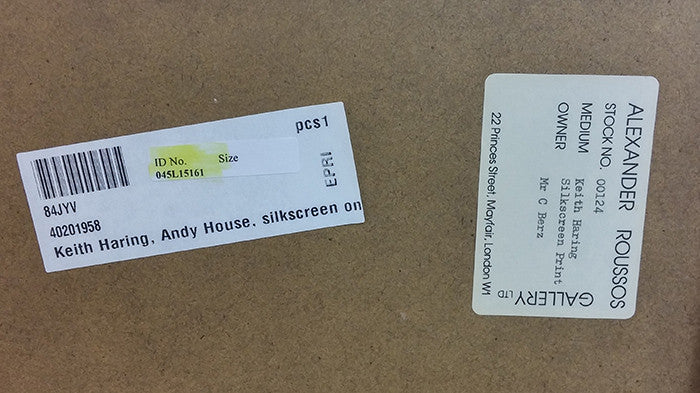 pcs1
ID No. Size
045L15161
EPRI
84JYV
40201958
Keith Haring, Andy House. silkscreen on
ALEXANDER ROUSSOS
GALLERY LTD
STOCK NO. 00124
MEDIUM Keith Haring
Silkscreen Print
OWNER Mr C Berz
22 Princes Street, Mayfair, London W1